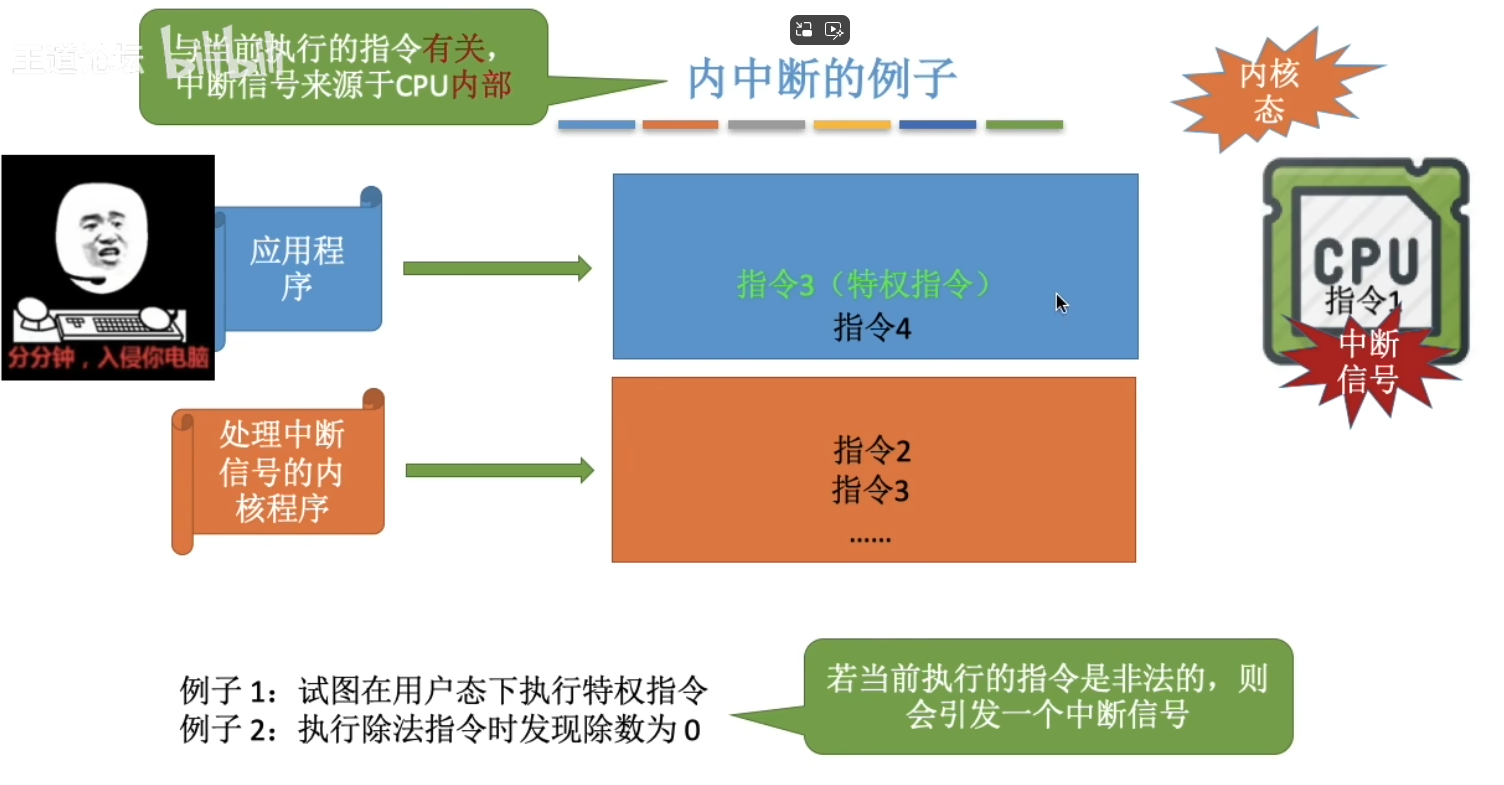 王道论坛
bilibili
与当前执行的指令有关，
中断信号来源于CPU内部
内中断的例子
内核
态
应用程
序
指令3（特权指令）
指令4
CPU
指令1
中断
信号
分分钟，入侵你电脑
处理中断
信号的内
核程序
指令2
指令3
......
例子 1：试图在用户态下执行特权指令
例子 2：执行除法指令时发现除数为 0
若当前执行的指令是非法的，则
会引发一个中断信号